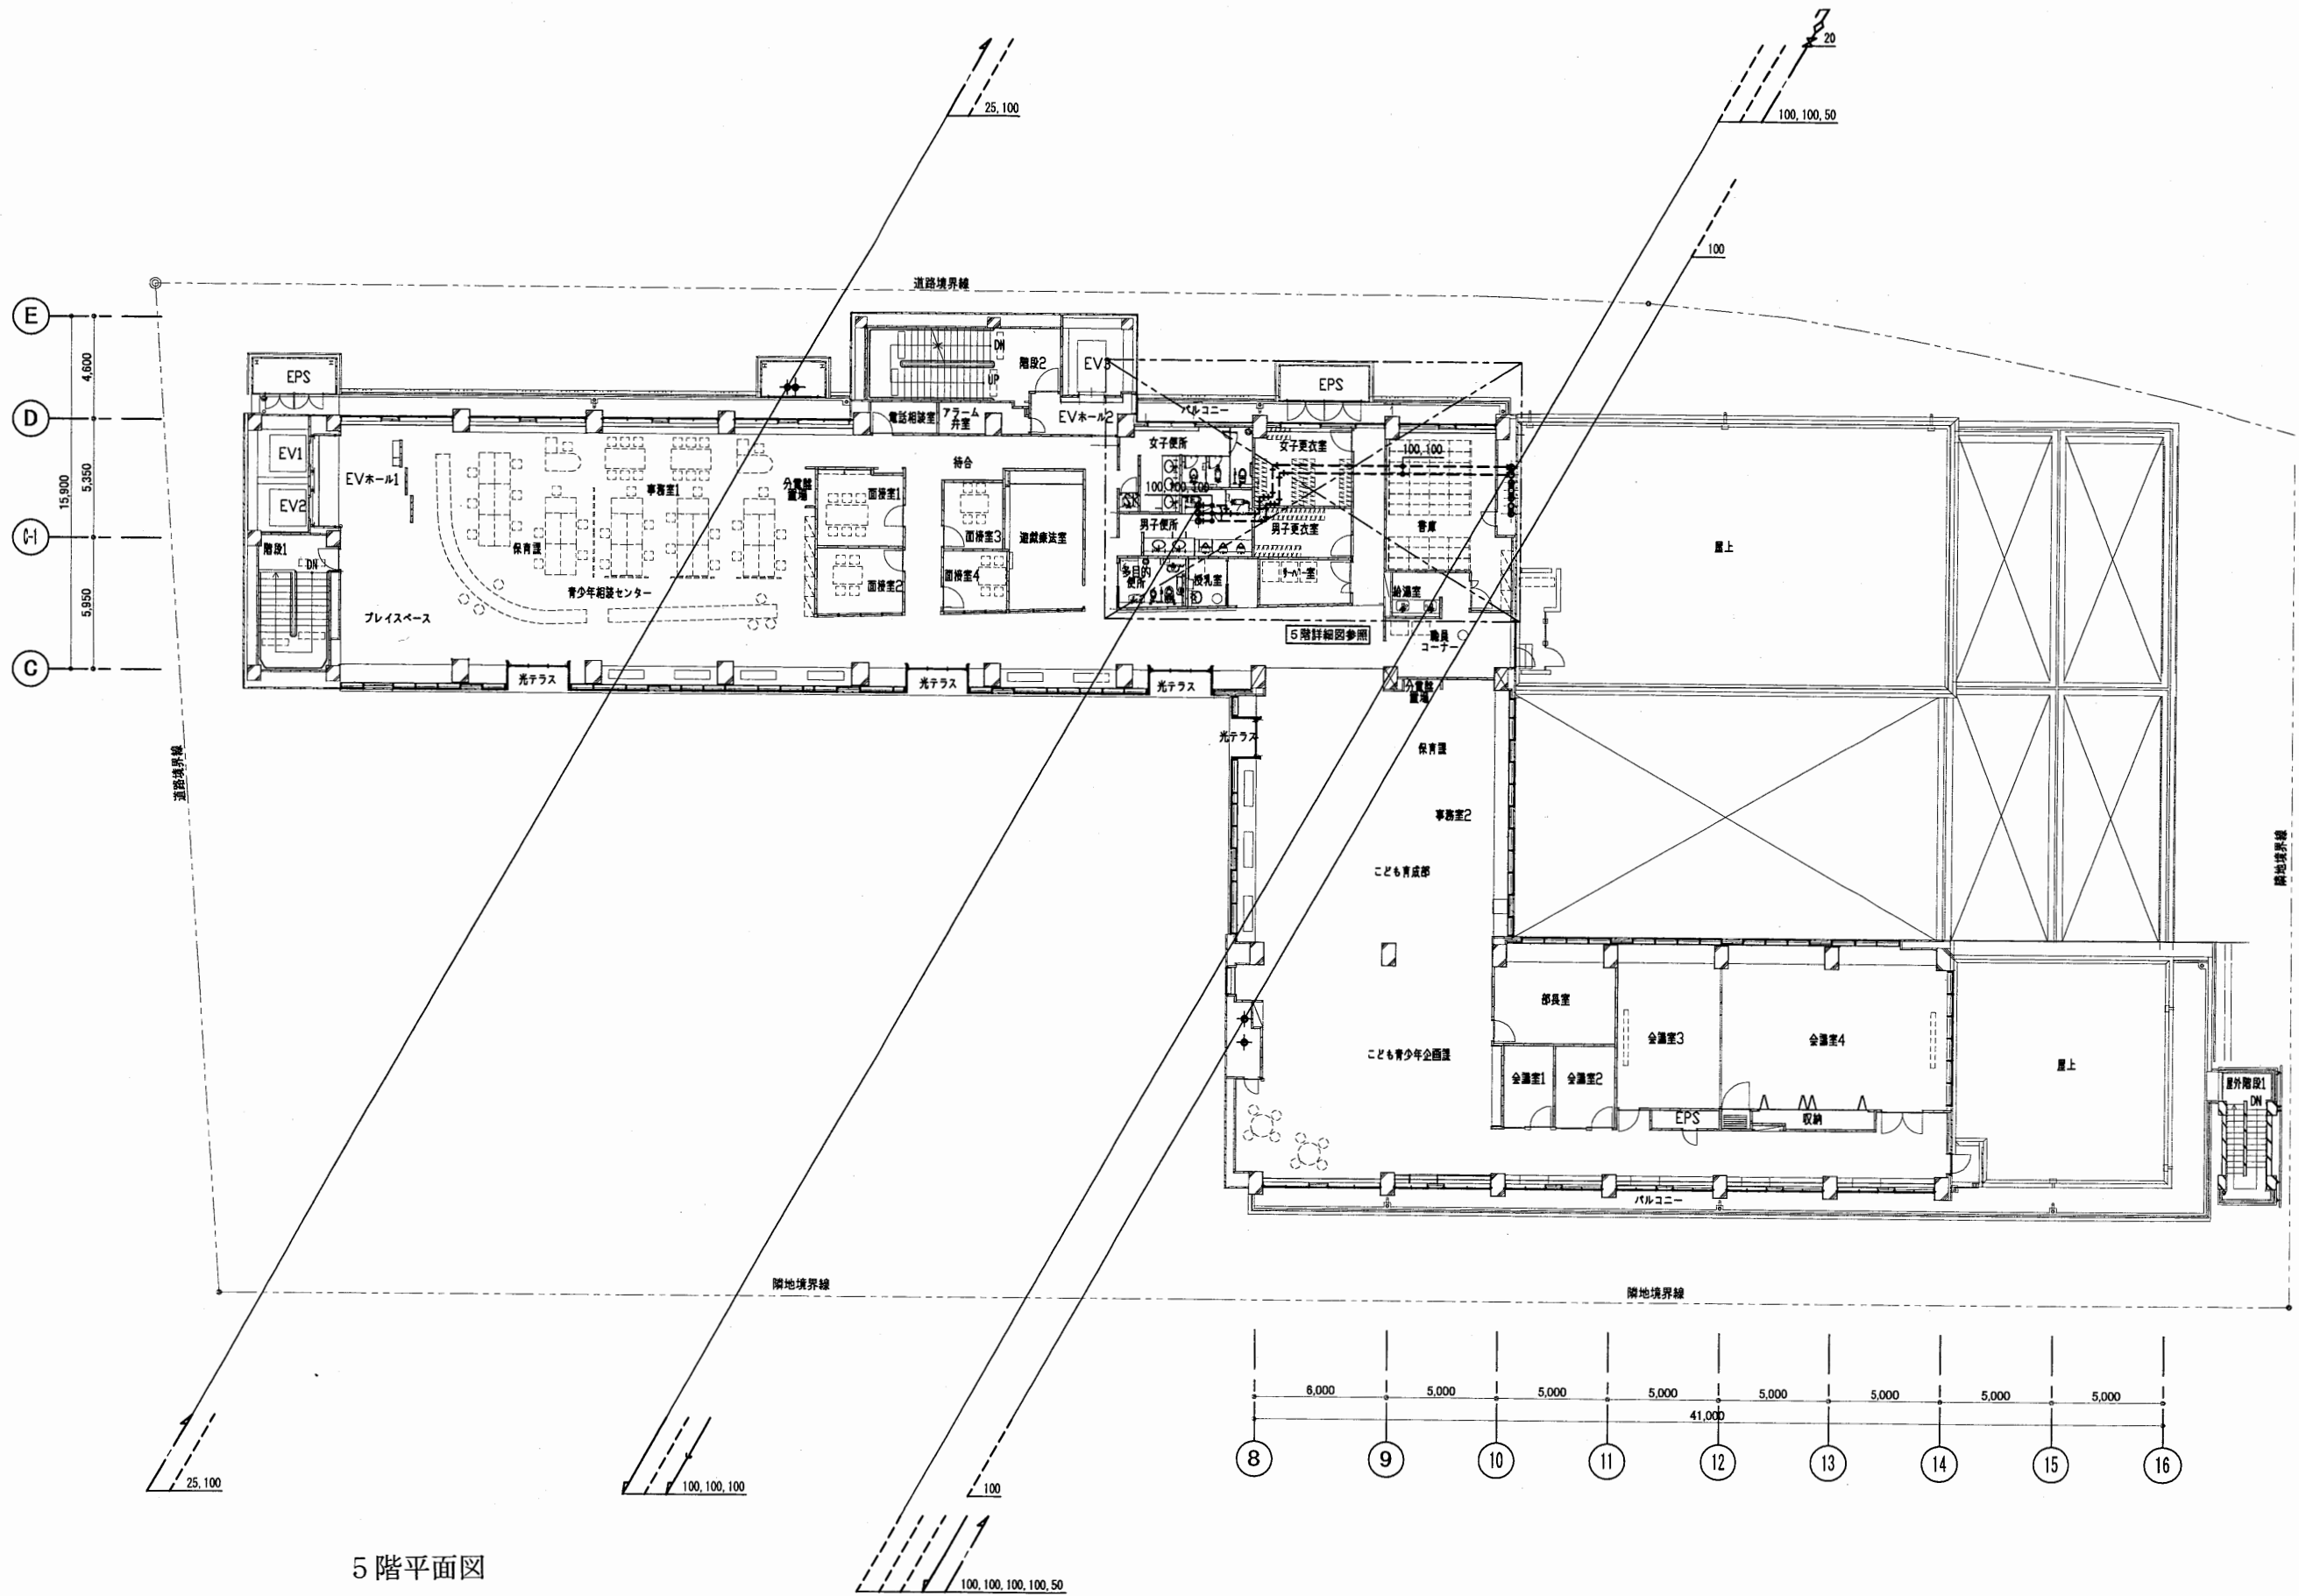 20
25,100
100,100,50
100
道路境界線
E
4,600
DN
階段2
EV3
EPS
UP
EPS
D
電話相談室
アラーム
弁室
EVホール2
バルコニー
女子便所
女子更衣室
EV1
EVホール1
待合
100,100
15,900
5,350
事務室1
分電盤
置場
面接室1
100,100,100
SK
EV2
C-1
階段1
DN
保育課
面接室3
遊戯療法室
男子便所
男子更衣室
書庫
屋上
面接室2
面接室4
多目的
便所
授乳室
サーバー室
給湯室
5,950
青少年相談センター
プレイスペース
5階詳細図参照
職員
コーナー
C
光テラス
光テラス
光テラス
分電盤
置場
光テラス
保育課
道路境界線
事務室2
隣地境界線
こども育成部
部長室
会議室3
会議室4
こども青少年企画課
会議室1
会議室2
屋上
屋外階段1
DN
EPS
収納
バルコニー
隣地境界線
隣地境界線
6,000
5,000
5,000
5,000
5,000
5,000
5,000
5,000
41,000
8
9
10
11
12
13
14
15
16
25,100
100,100,100
100
100,100,100,100,50
5階平面図